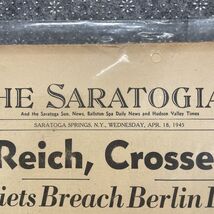 HE SARATOGIA
And the Saratoga Sun, News, Ballston Spa Daily News and Hudson Valley Times
SARATOGA SPRINGS, N.Y., WEDNESDAY, APR. 18, 1945
Reich, Crosse
iets Breach Berlin